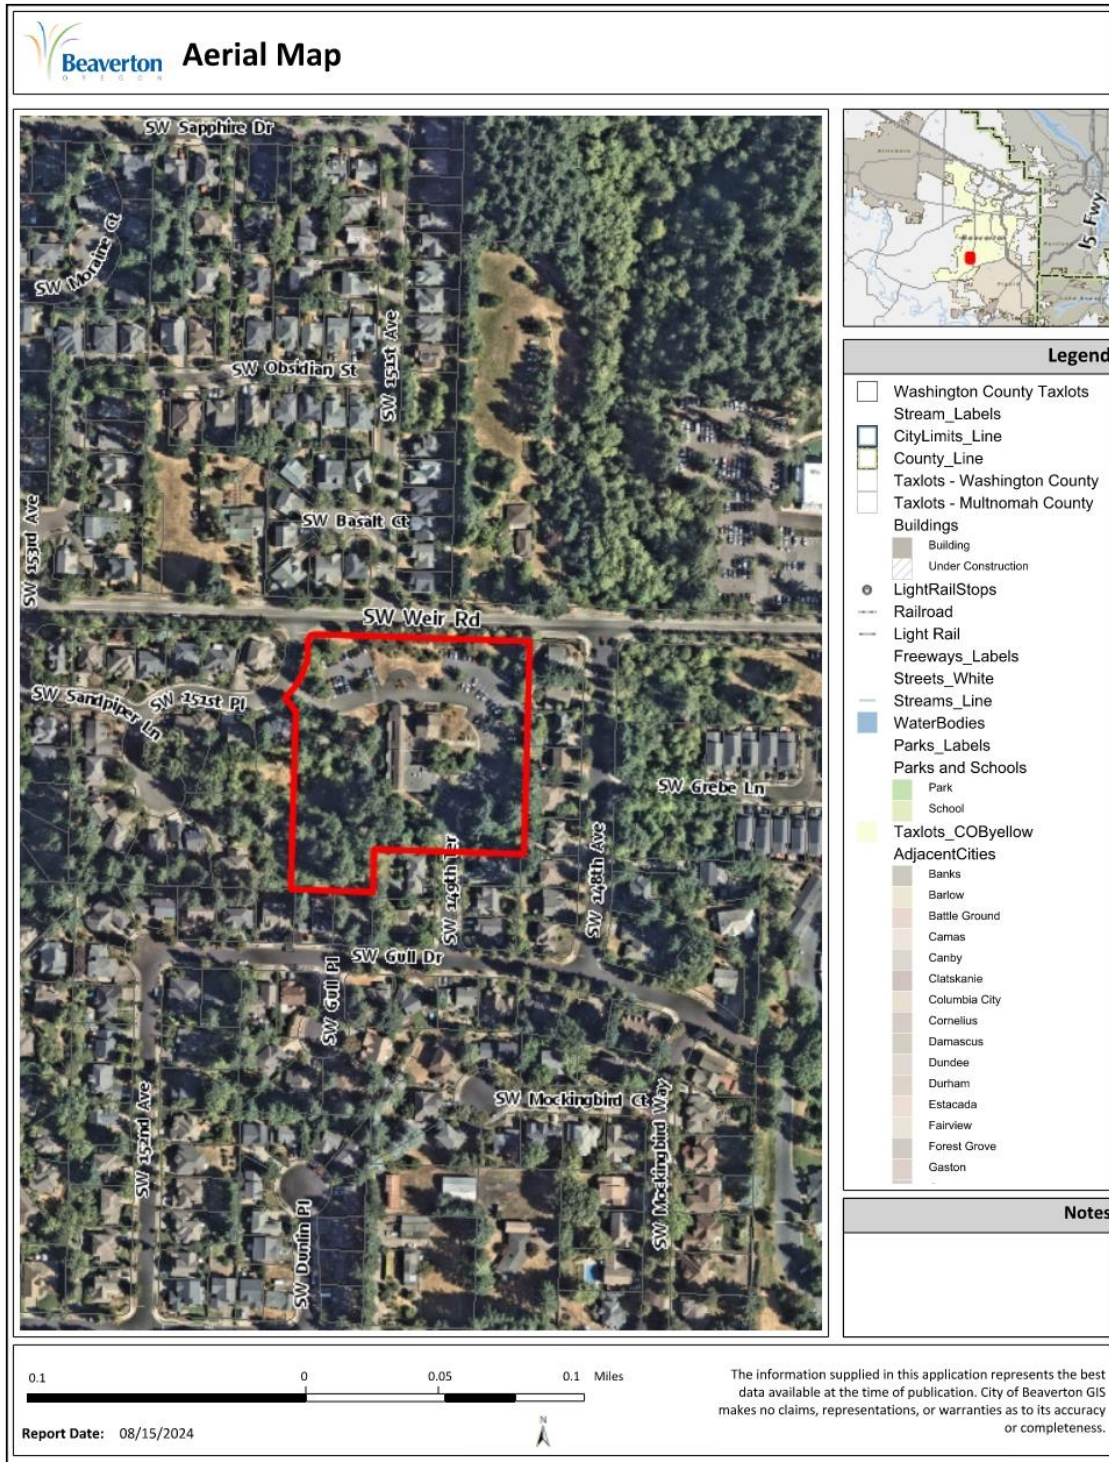 Beaverton
OREGON
Aerial Map
SW Sapphire Dr
SW Moraine Ct
SW Obsidian St
SW 151st Ave
SW Basalt Ct
SW 153rd Ave
SW Weir Rd
SW Sandpiper Ln
SW 151st Pl
SW Grebe Ln
SW 149th Ter
SW 148th Ave
SW Gull Dr
SW Gull Pl
SW Mockingbird Ct
SW Mockingbird Way
SW 152nd Ave
SW Dunlin Pl
I5 Fwy
Legend
Washington County Taxlots
Stream_Labels
CityLimits_Line
County_Line
Taxlots - Washington County
Taxlots - Multnomah County
Buildings
Building
Under Construction
LightRailStops
Railroad
Light Rail
Freeways_Labels
Streets_White
Streams_Line
WaterBodies
Parks_Labels
Parks and Schools
Park
School
Taxlots_COByellow
AdjacentCities
Banks
Barlow
Battle Ground
Camas
Canby
Clatskanie
Columbia City
Cornelius
Damascus
Dundee
Durham
Estacada
Fairview
Forest Grove
Gaston
Notes
0.1 0 0.05 0.1 Miles
Report Date: 08/15/2024
N
The information supplied in this application represents the best
data available at the time of publication. City of Beaverton GIS
makes no claims, representations, or warranties as to its accuracy
or completeness.